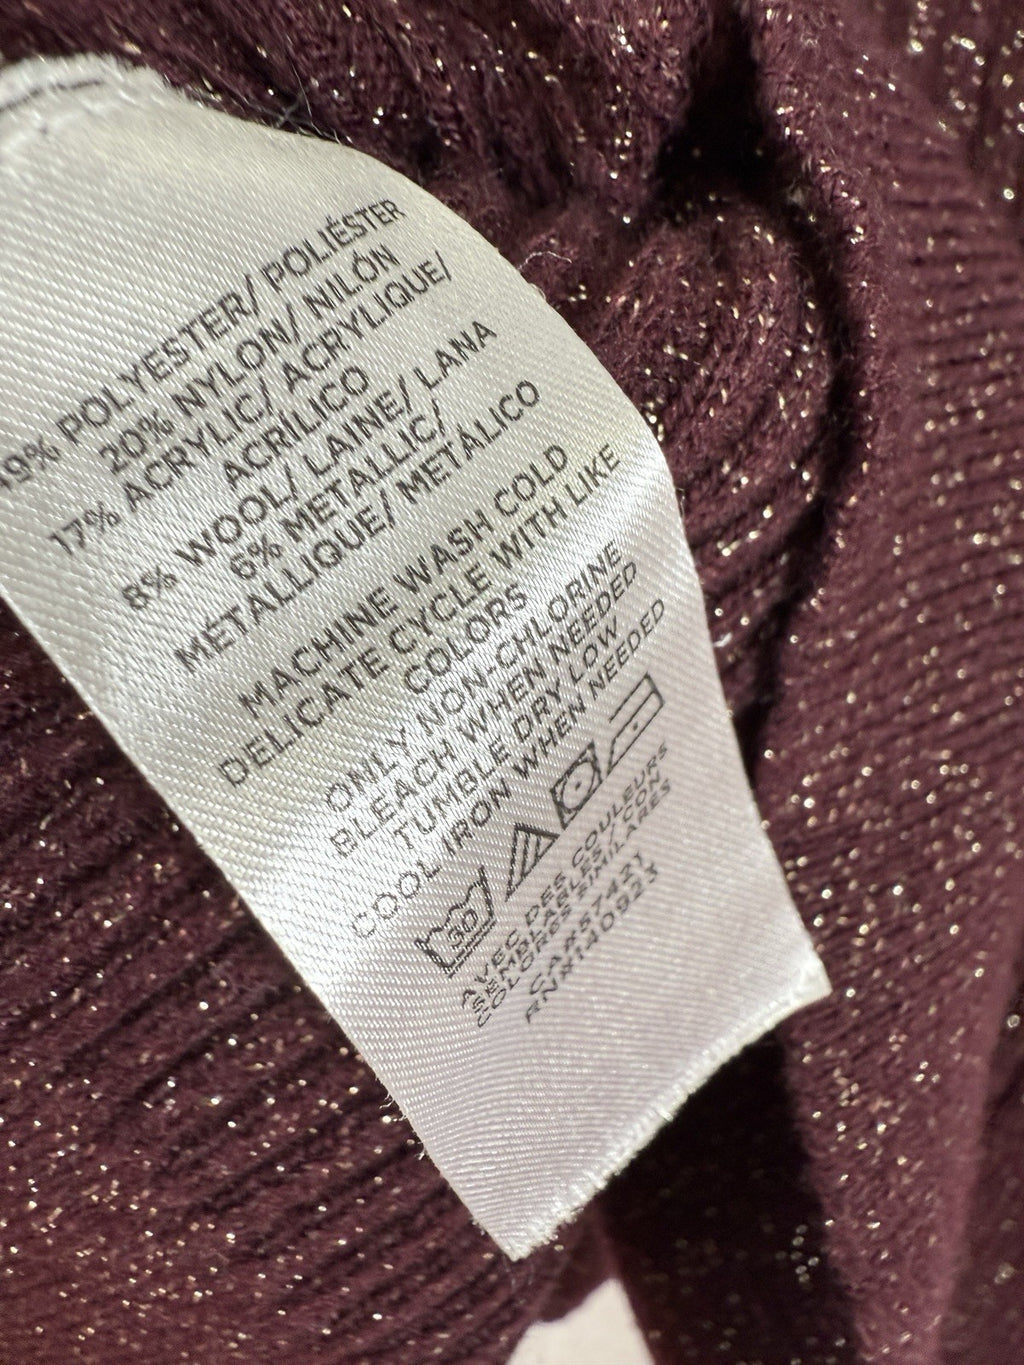 49% POLYESTER/ POLIÉSTER
20% NYLON/ NILÓN
17% ACRYLIC/ ACRYLIQUE/
ACRÍLICO
8% WOOL/ LAINE/ LANA
6% METALLIC/
MÉTALLIQUE/ METÁLICO
MACHINE WASH COLD
DELICATE CYCLE WITH LIKE
COLORS
ONLY NON-CHLORINE
BLEACH WHEN NEEDED
TUMBLE DRY LOW
COOL IRON WHEN NEEDED
30
AVEC DES COULEURS
SEMBLABLES/ CON
COLORES SIMILARES
CA#57421
RN#140923